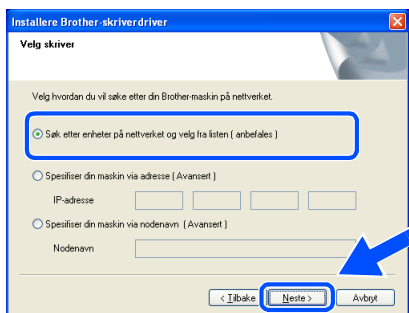 Installere Brother-skriverdriver
Velg skriver
Velg hvordan du vil søke etter din Brother-maskin på nettverket.
Søk etter enheter på nettverket og velg fra listen ( anbefales )
Spesifiser din maskin via adresse ( Avansert )
IP-adresse
Spesifiser din maskin via nodenavn ( Avansert )
Nodenavn
< Tilbake Neste > Avbryt